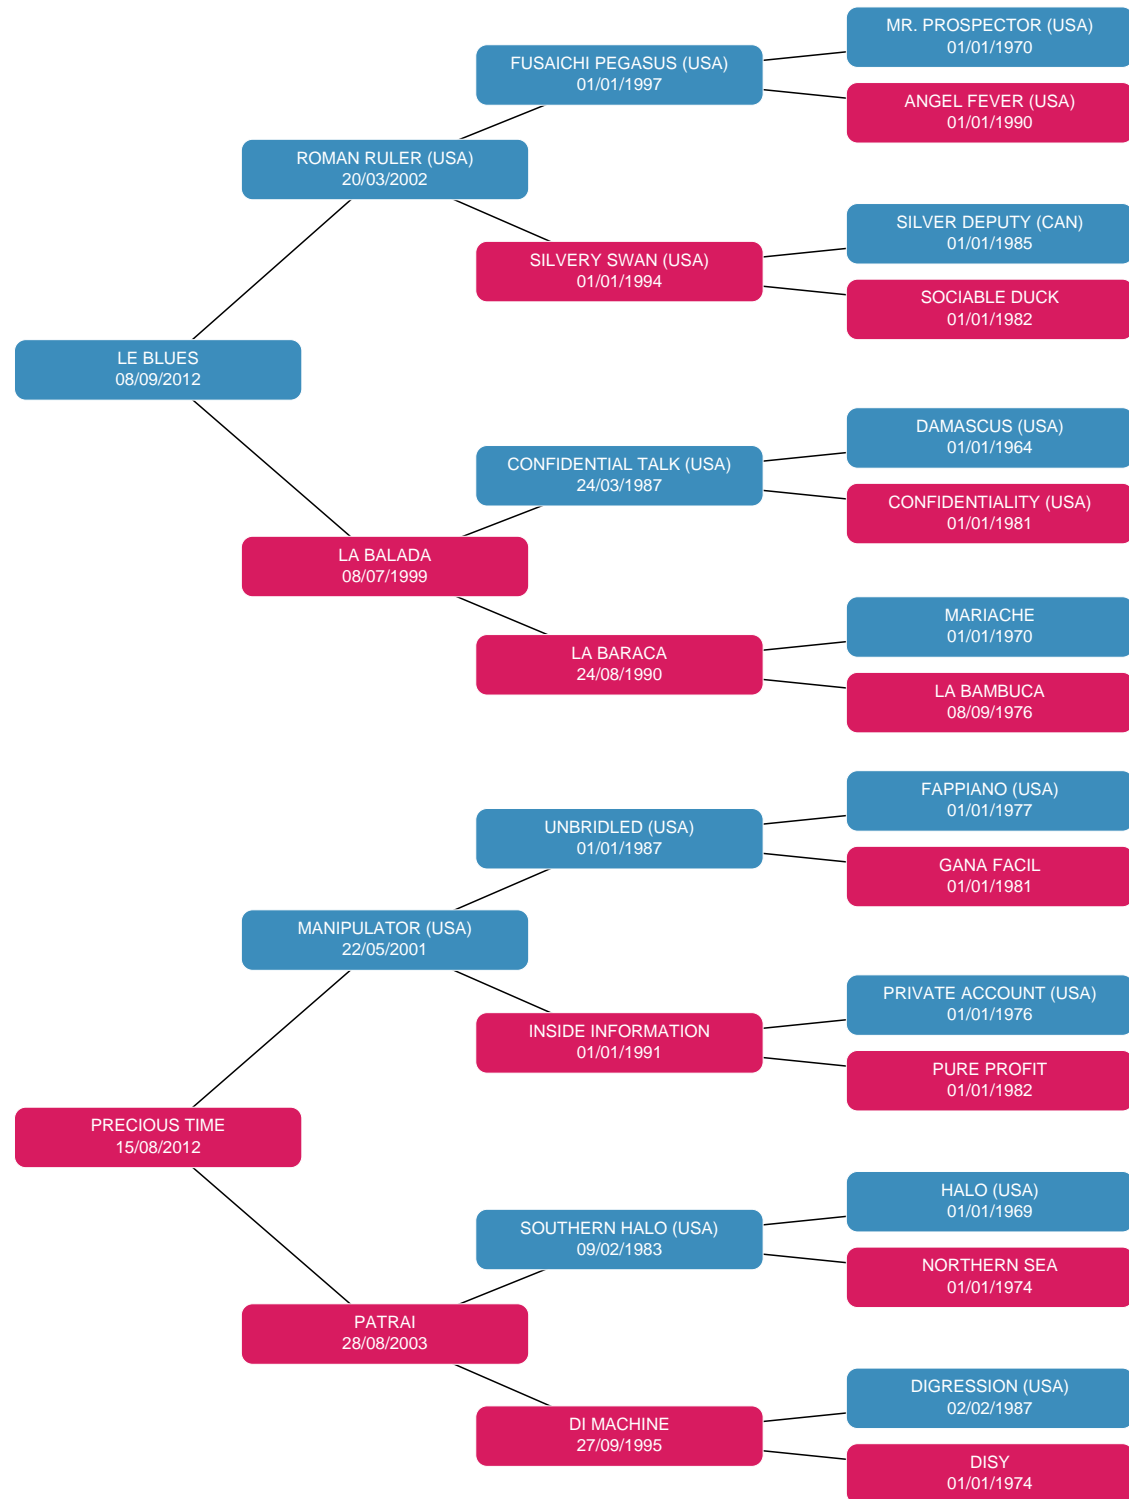 MR. PROSPECTOR (USA)
01/01/1970
FUSAICHI PEGASUS (USA)
01/01/1997
ANGEL FEVER (USA)
01/01/1990
ROMAN RULER (USA)
20/03/2002
SILVER DEPUTY (CAN)
01/01/1985
SILVERY SWAN (USA)
01/01/1994
SOCIABLE DUCK
01/01/1982
LE BLUES
08/09/2012
DAMASCUS (USA)
01/01/1964
CONFIDENTIAL TALK (USA)
24/03/1987
CONFIDENTIALITY (USA)
01/01/1981
LA BALADA
08/07/1999
MARIACHE
01/01/1970
LA BARACA
24/08/1990
LA BAMBUCA
08/09/1976
FAPPIANO (USA)
01/01/1977
UNBRIDLED (USA)
01/01/1987
GANA FACIL
01/01/1981
MANIPULATOR (USA)
22/05/2001
PRIVATE ACCOUNT (USA)
01/01/1976
INSIDE INFORMATION
01/01/1991
PURE PROFIT
01/01/1982
PRECIOUS TIME
15/08/2012
HALO (USA)
01/01/1969
SOUTHERN HALO (USA)
09/02/1983
NORTHERN SEA
01/01/1974
PATRAI
28/08/2003
DIGRESSION (USA)
02/02/1987
DI MACHINE
27/09/1995
DISY
01/01/1974